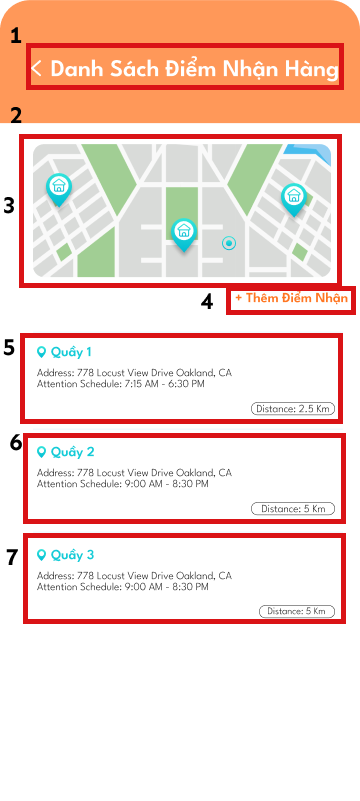 1
< Danh Sách Điểm Nhận Hàng
2
3
4
+ Thêm Điểm Nhận
5
Quầy 1
Address: 778 Locust View Drive Oakland, CA
Attention Schedule: 7:15 AM - 6:30 PM
Distance: 2.5 Km
6
Quầy 2
Address: 778 Locust View Drive Oakland, CA
Attention Schedule: 9:00 AM - 8:30 PM
Distance: 5 Km
7
Quầy 3
Address: 778 Locust View Drive Oakland, CA
Attention Schedule: 9:00 AM - 8:30 PM
Distance: 5 Km